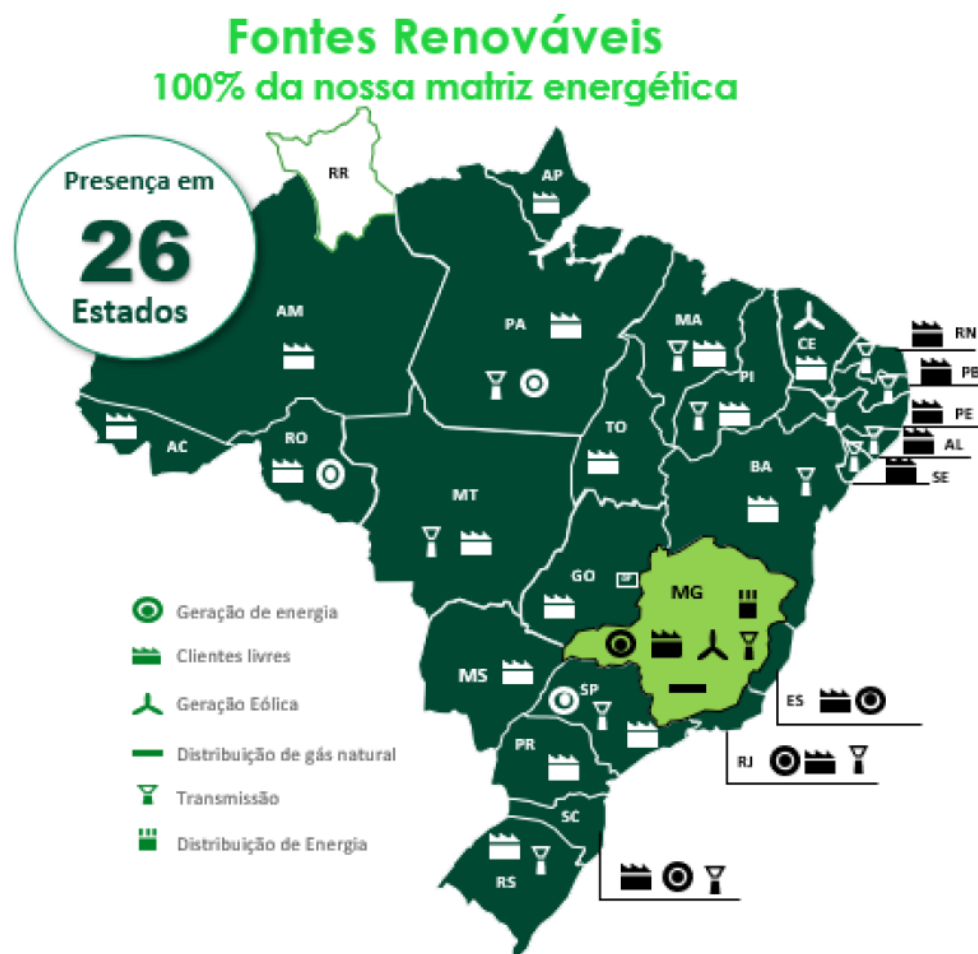 Fontes Renováveis
100% da nossa matriz energética
Presença em
26
Estados
RR
AP
AM
PA
MA
CE
PI
RN
PB
PE
AL
SE
AC
RO
TO
BA
MT
GO
DF
MG
MS
SP
ES
RJ
PR
SC
RS
Geração de energia
Clientes livres
Geração Eólica
Distribuição de gás natural
Transmissão
Distribuição de Energia